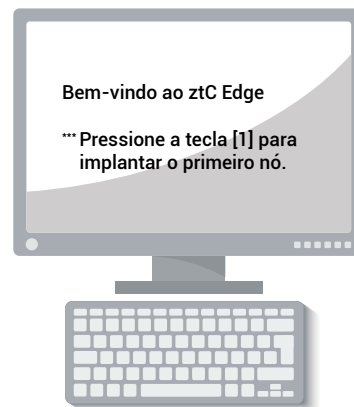 Bem-vindo ao ztC Edge
*** Pressione a tecla [1] para
implantar o primeiro nó.